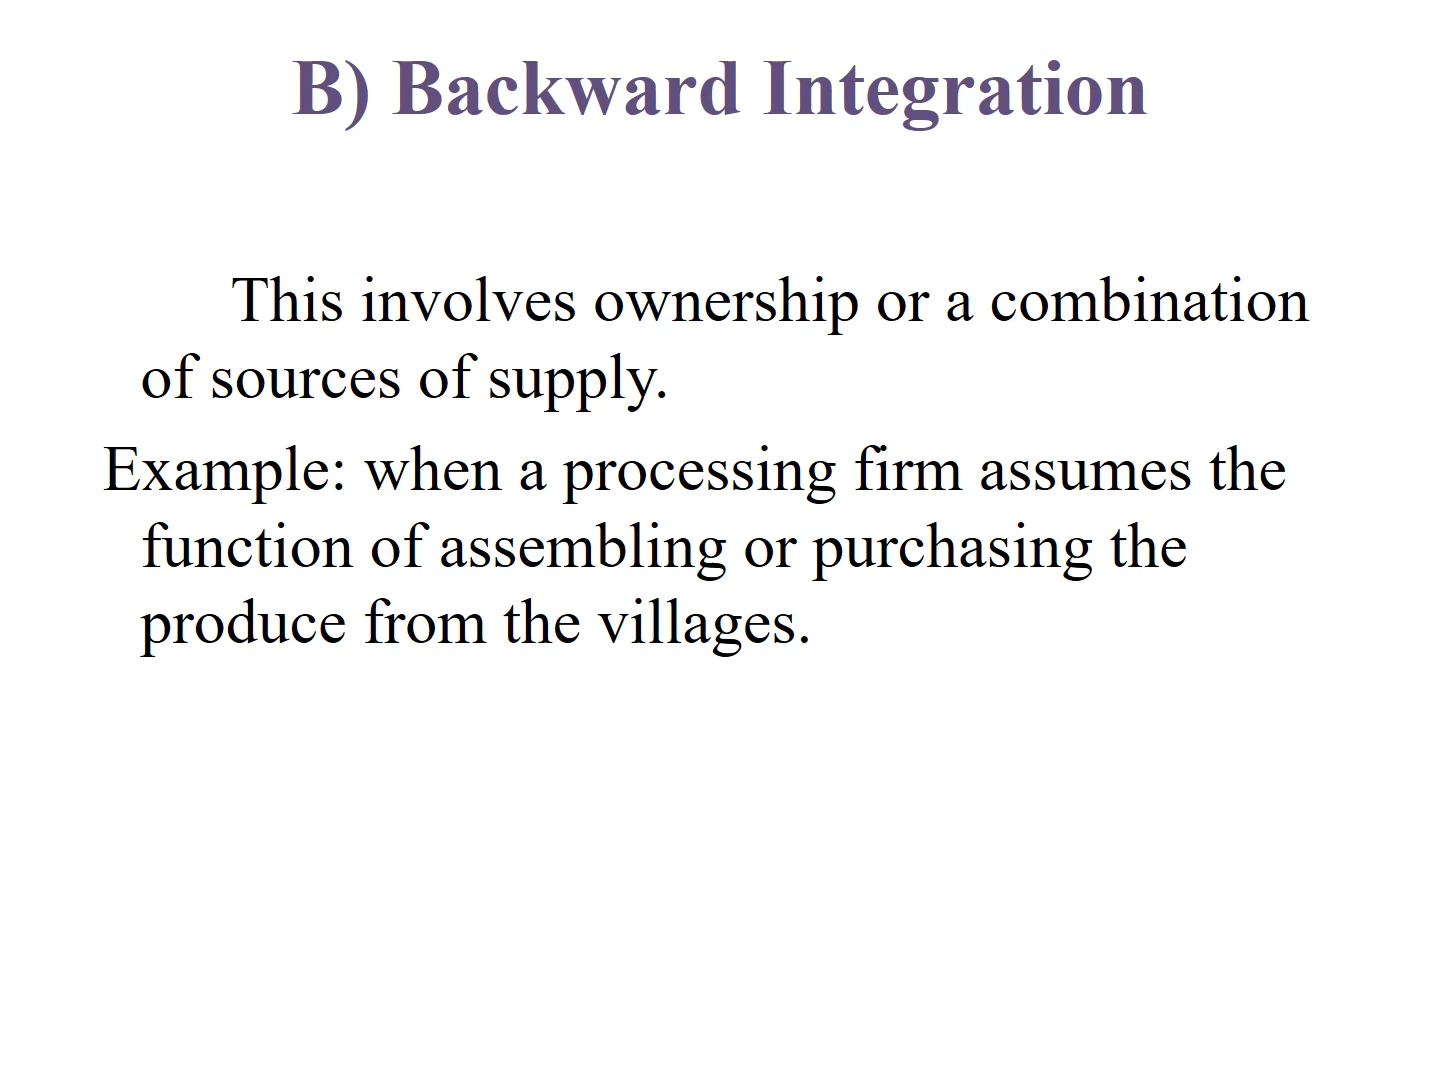 B) Backward Integration
This involves ownership or a combination
of sources of supply.
Example: when a processing firm assumes the
function of assembling or purchasing the
produce from the villages.